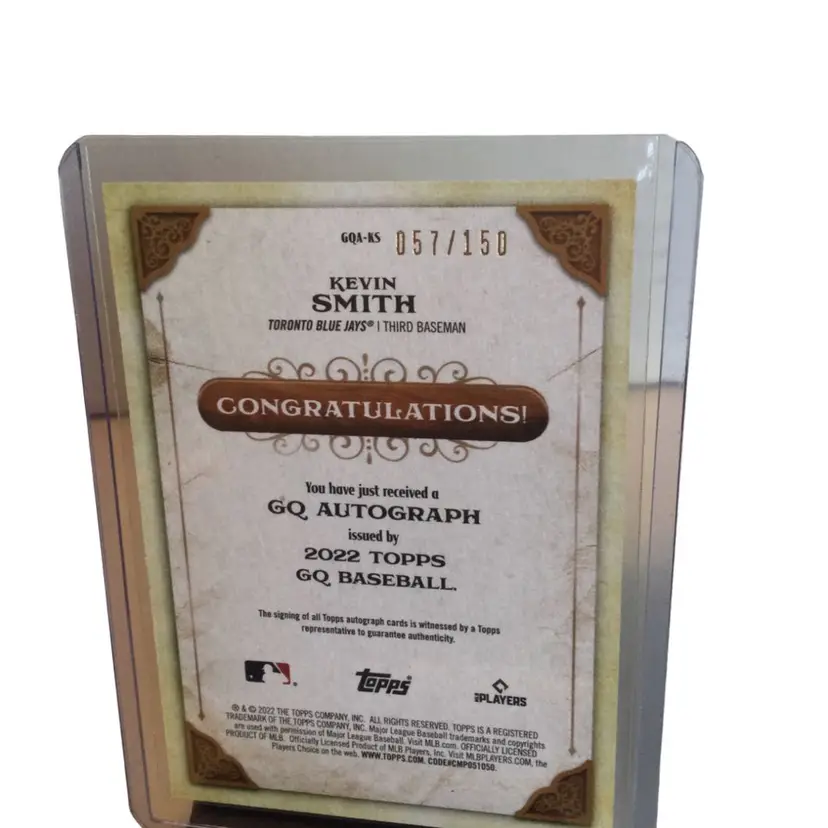 GQA-KS 057/150
KEVIN
SMITH
TORONTO BLUE JAYS® | THIRD BASEMAN
CONGRATULATIONS!
You have just received a
GQ AUTOGRAPH
issued by
2022 TOPPS
GQ BASEBALL.
The signing of all Topps autograph cards is witnessed by a Topps
representative to guarantee authenticity.
Topps®
MLB PLAYERS
® & © 2022 THE TOPPS COMPANY, INC. ALL RIGHTS RESERVED. TOPPS IS A REGISTERED
TRADEMARK OF THE TOPPS COMPANY, INC. Major League Baseball trademarks and copyrights
are used with permission of Major League Baseball. Visit MLB.com. OFFICIALLY LICENSED
PRODUCT OF MLB. Officially Licensed Product of MLB Players, Inc. Visit MLBPLAYERS.COM, the
Players Choice on the web. WWW.TOPPS.COM. CODE#CMP051050.